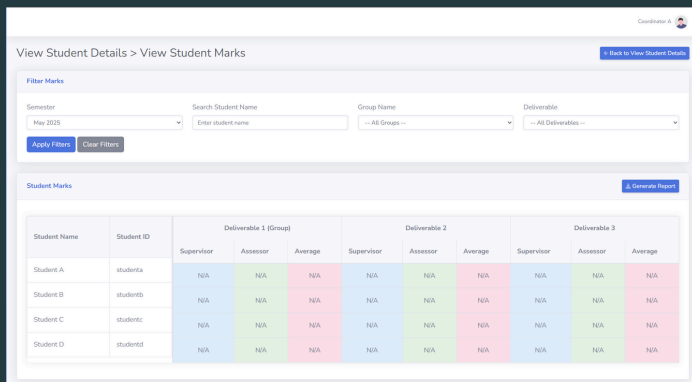 Coordinator A
View Student Details > View Student Marks
← Back to View Student Details
Filter Marks
Semester
Search Student Name
Group Name
Deliverable
May 2025
Enter student name
-- All Groups --
-- All Deliverables --
Apply Filters
Clear Filters
Student Marks
Generate Report
Student Name Student ID Deliverable 1 (Group) Deliverable 2 Deliverable 3
Supervisor Assessor Average Supervisor Assessor Average Supervisor Assessor Average
Student A studenta N/A N/A N/A N/A N/A N/A N/A N/A N/A
Student B studentb N/A N/A N/A N/A N/A N/A N/A N/A N/A
Student C studentc N/A N/A N/A N/A N/A N/A N/A N/A N/A
Student D studentd N/A N/A N/A N/A N/A N/A N/A N/A N/A